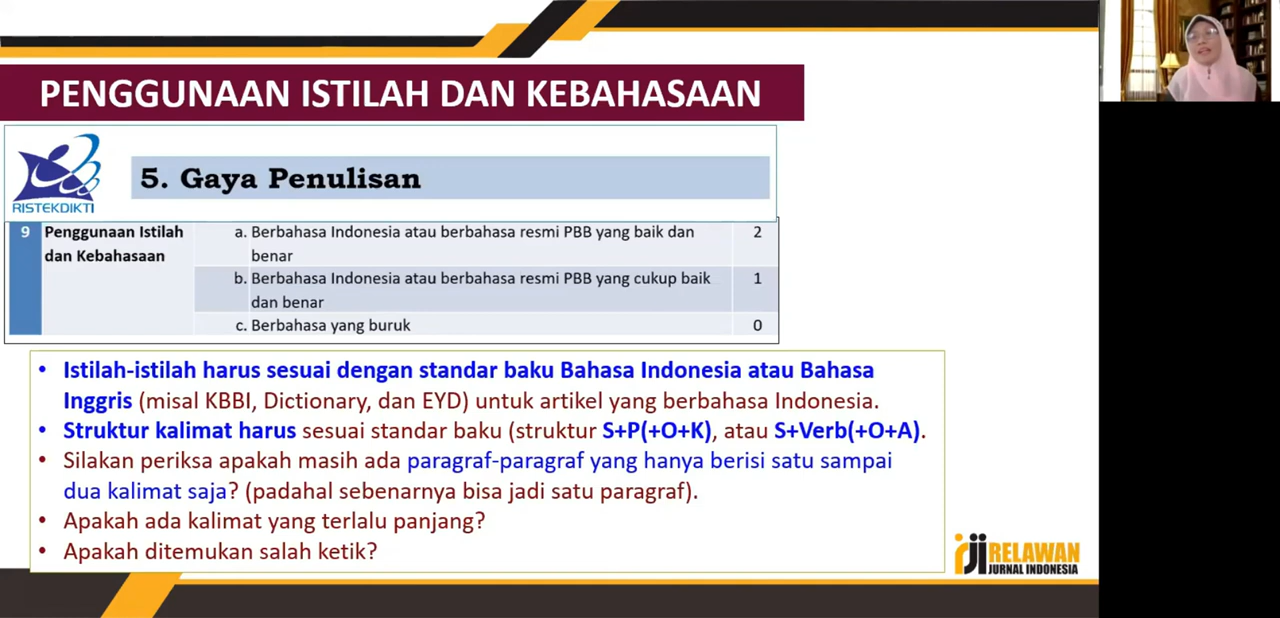 PENGGUNAAN ISTILAH DAN KEBAHASAAN
RISTEKDIKTI
5. Gaya Penulisan
9 Penggunaan Istilah dan Kebahasaan
a. Berbahasa Indonesia atau berbahasa resmi PBB yang baik dan benar 2
b. Berbahasa Indonesia atau berbahasa resmi PBB yang cukup baik dan benar 1
c. Berbahasa yang buruk 0
• Istilah-istilah harus sesuai dengan standar baku Bahasa Indonesia atau Bahasa
Inggris (misal KBBI, Dictionary, dan EYD) untuk artikel yang berbahasa Indonesia.
• Struktur kalimat harus sesuai standar baku (struktur S+P(+O+K), atau S+Verb(+O+A).
• Silakan periksa apakah masih ada paragraf-paragraf yang hanya berisi satu sampai
dua kalimat saja? (padahal sebenarnya bisa jadi satu paragraf).
• Apakah ada kalimat yang terlalu panjang?
• Apakah ditemukan salah ketik?
rji RELAWAN
JURNAL INDONESIA